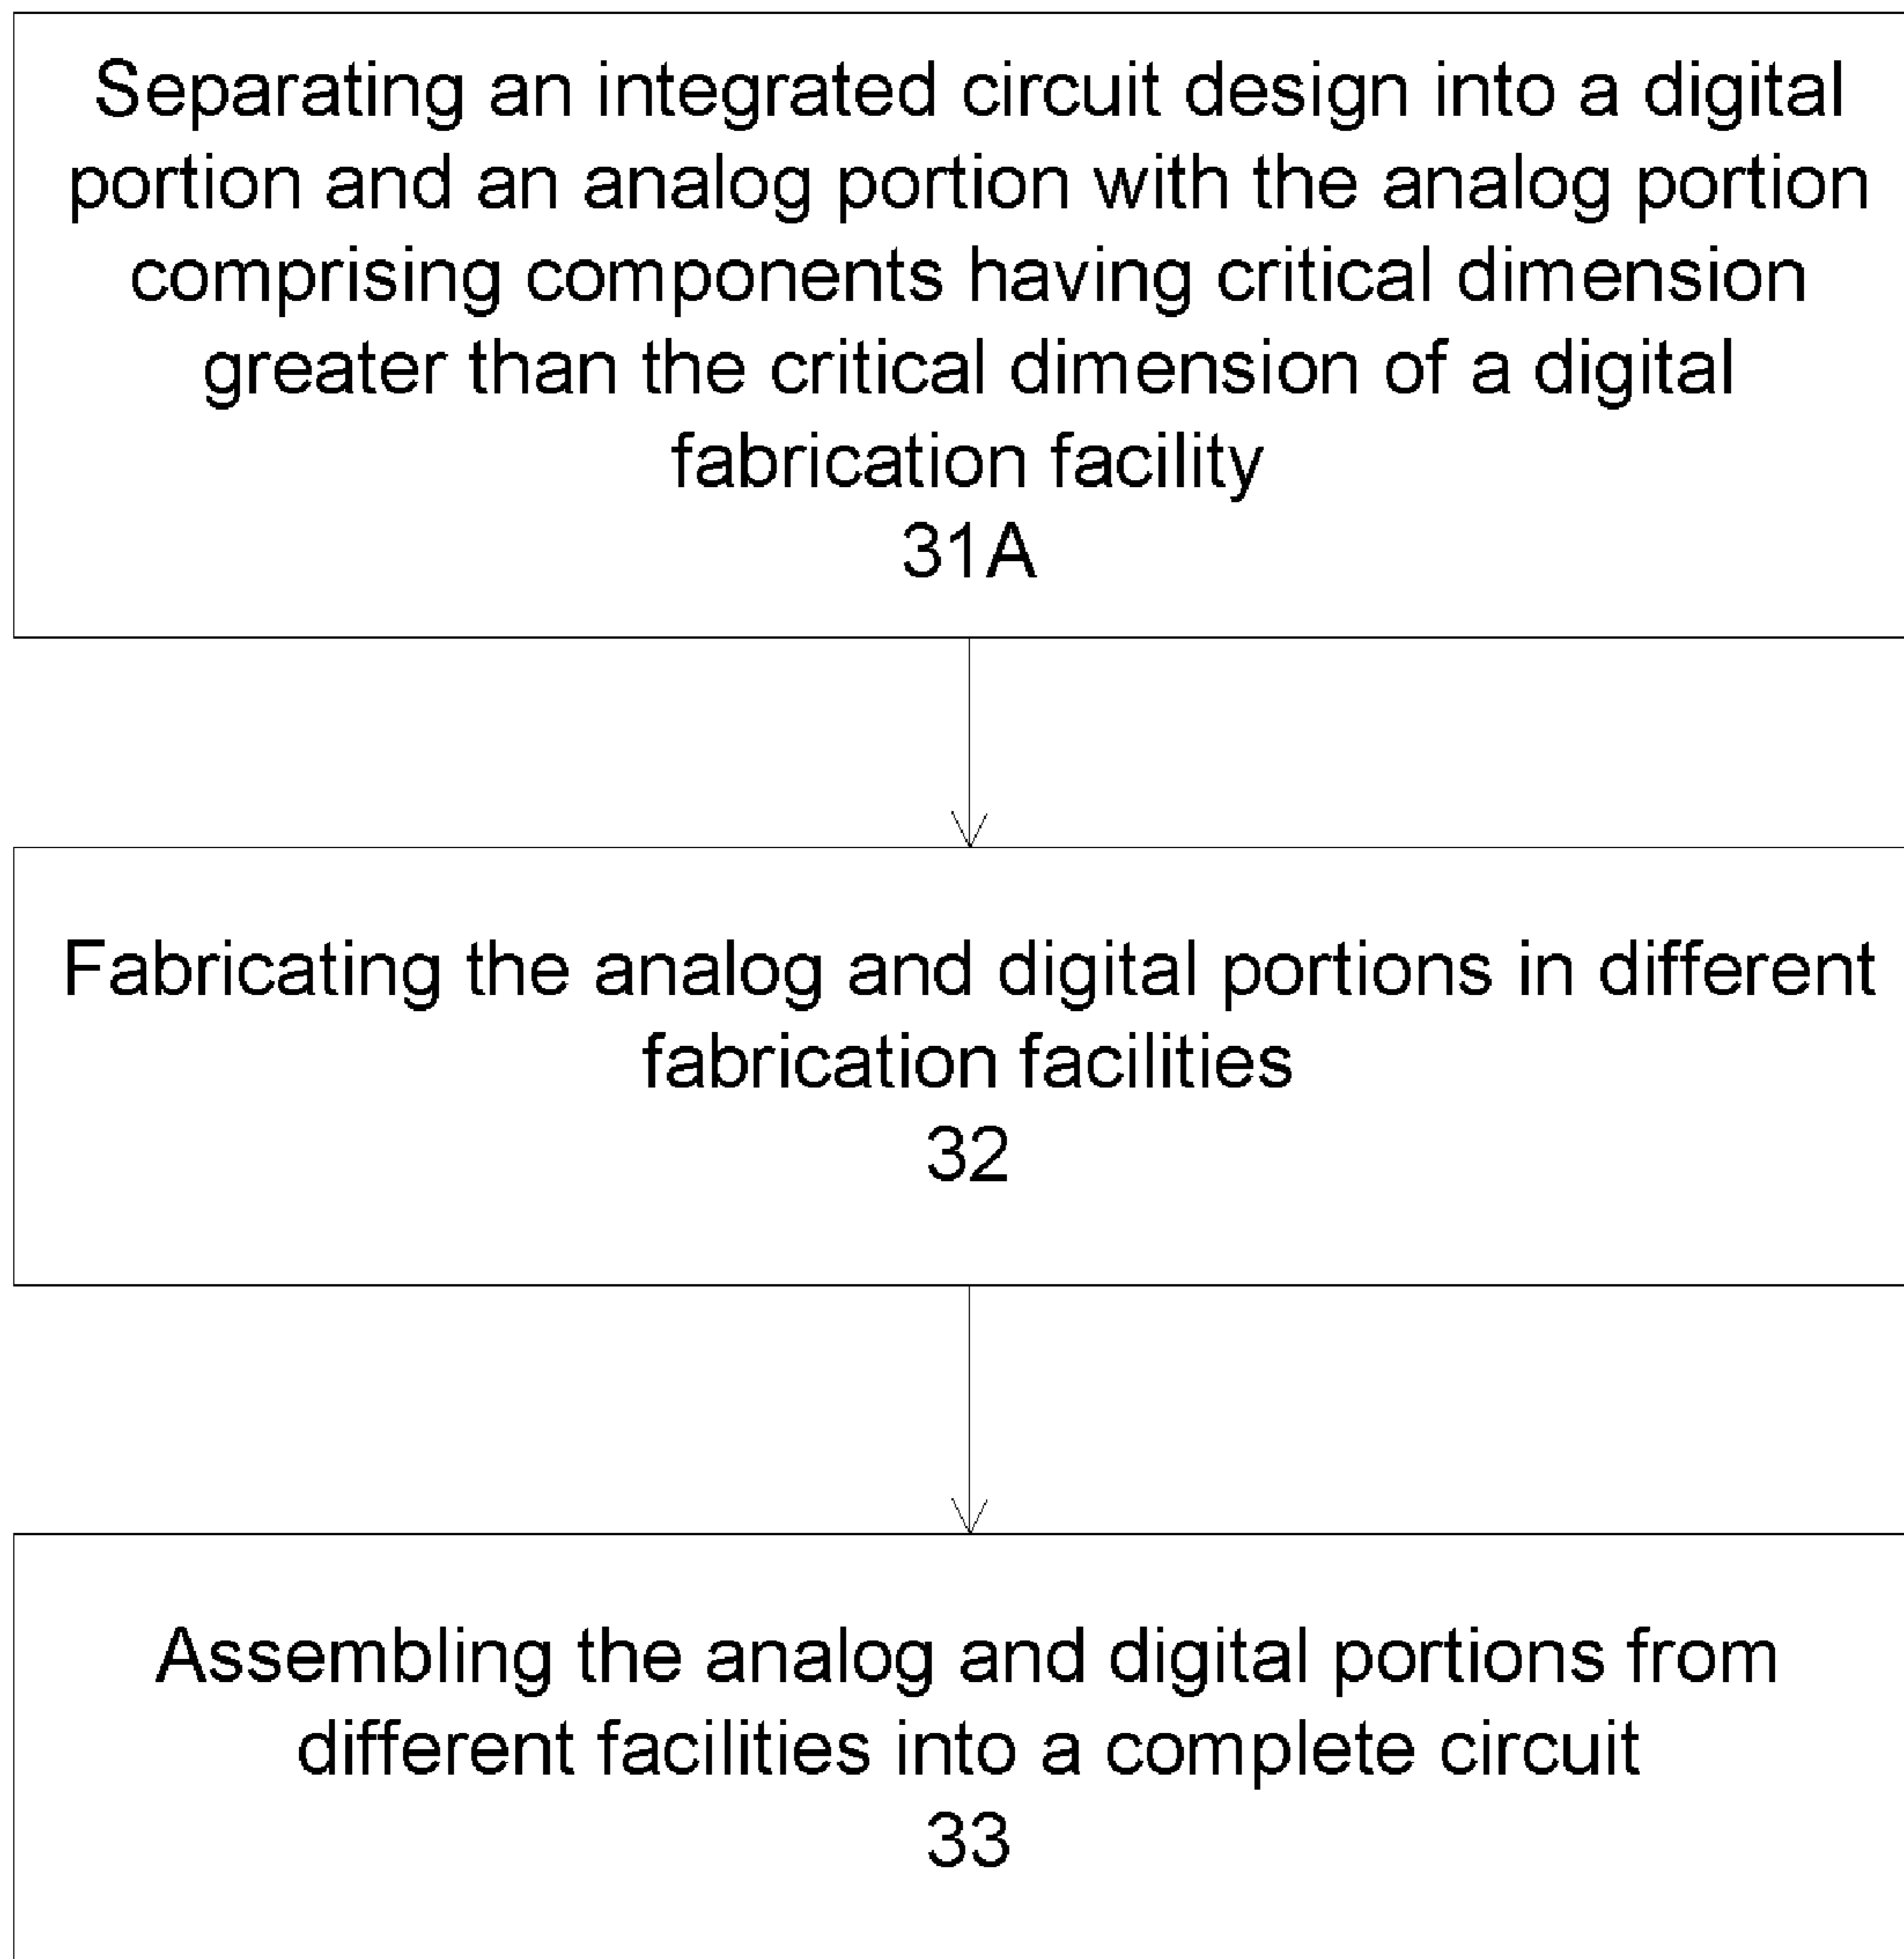 Separating an integrated circuit design into a digital
portion and an analog portion with the analog portion
comprising components having critical dimension
greater than the critical dimension of a digital
fabrication facility
31A
Fabricating the analog and digital portions in different
fabrication facilities
32
Assembling the analog and digital portions from
different facilities into a complete circuit
33